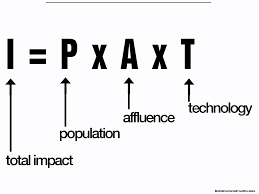 I = P x A x T
technology
affluence
population
total impact